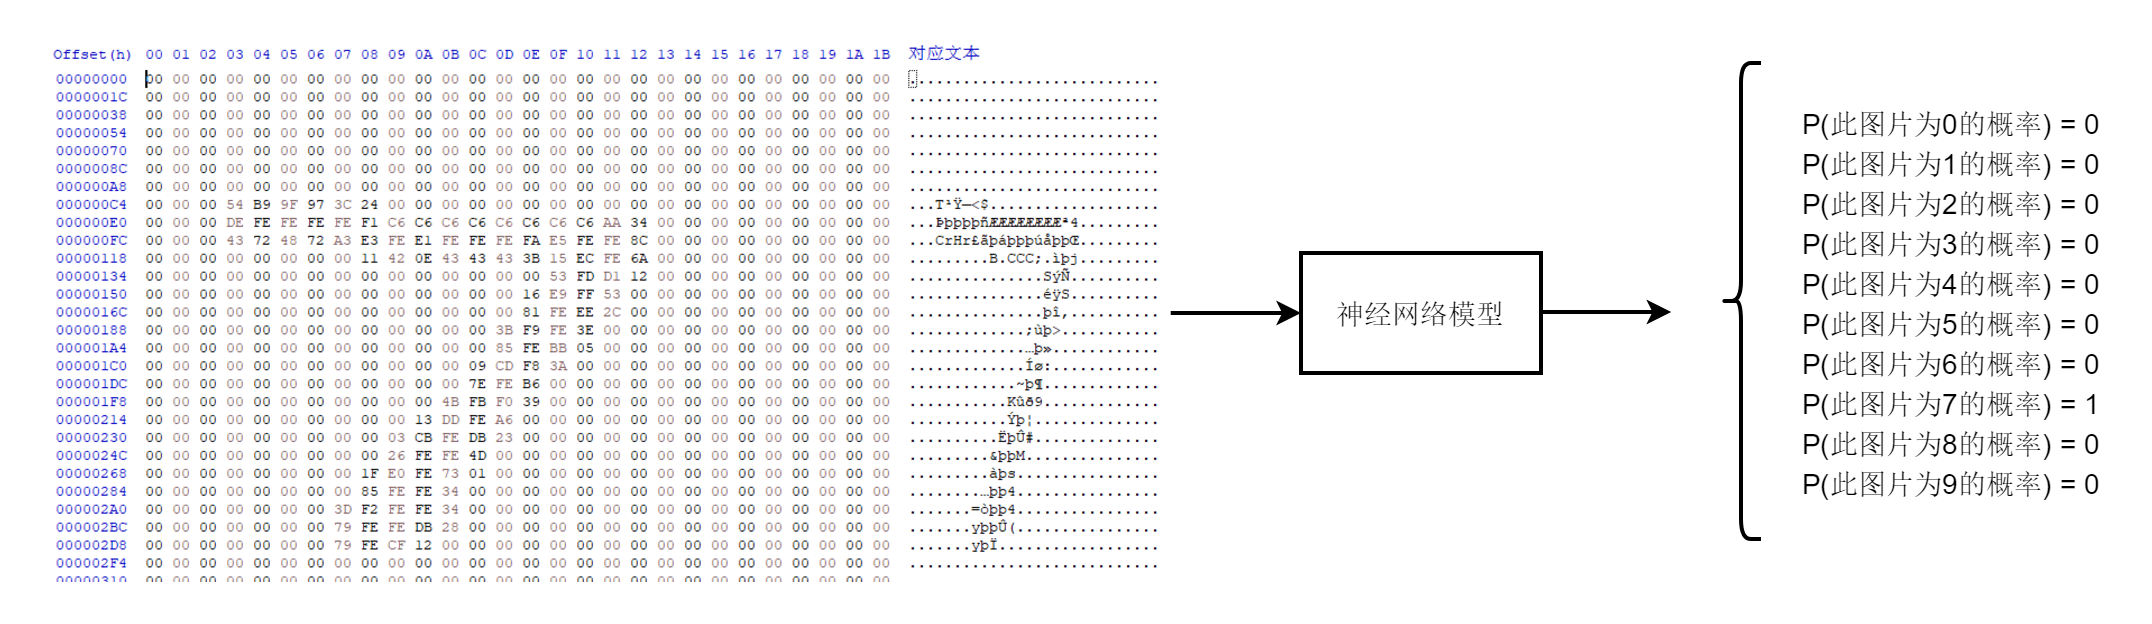 Offset(h) 00 01 02 03 04 05 06 07 08 09 0A 0B 0C 0D 0E 0F 10 11 12 13 14 15 16 17 18 19 1A 1B 对应文本
00000000 00 00 00 00 00 00 00 00 00 00 00 00 00 00 00 00 00 00 00 00 00 00 00 00 00 00 00 00 ............................
0000001C 00 00 00 00 00 00 00 00 00 00 00 00 00 00 00 00 00 00 00 00 00 00 00 00 00 00 00 00 ............................
00000038 00 00 00 00 00 00 00 00 00 00 00 00 00 00 00 00 00 00 00 00 00 00 00 00 00 00 00 00 ............................
00000054 00 00 00 00 00 00 00 00 00 00 00 00 00 00 00 00 00 00 00 00 00 00 00 00 00 00 00 00 ............................
00000070 00 00 00 00 00 00 00 00 00 00 00 00 00 00 00 00 00 00 00 00 00 00 00 00 00 00 00 00 ............................
0000008C 00 00 00 00 00 00 00 00 00 00 00 00 00 00 00 00 00 00 00 00 00 00 00 00 00 00 00 00 ............................
000000A8 00 00 00 00 00 00 00 00 00 00 00 00 00 00 00 00 00 00 00 00 00 00 00 00 00 00 00 00 ............................
000000C4 00 00 00 54 B9 9F 97 3C 24 00 00 00 00 00 00 00 00 00 00 00 00 00 00 00 00 00 00 00 ...T¹Ÿ—<$...................
000000E0 00 00 00 DE FE FE FE FE F1 C6 C6 C6 C6 C6 C6 C6 C6 AA 34 00 00 00 00 00 00 00 00 00 ...ÞþþþþñÆÆÆÆÆÆÆÆª4.........
000000FC 00 00 00 43 72 48 72 A3 E3 FE E1 FE FE FE FA E5 FE FE 8C 00 00 00 00 00 00 00 00 00 ...CrHr£ãþáþþþúåþþŒ.........
00000118 00 00 00 00 00 00 00 00 11 42 0E 43 43 43 3B 15 EC FE 6A 00 00 00 00 00 00 00 00 00 .........B.CCC;.ìþj.........
00000134 00 00 00 00 00 00 00 00 00 00 00 00 00 00 00 53 FD D1 12 00 00 00 00 00 00 00 00 00 ...............SýÑ..........
00000150 00 00 00 00 00 00 00 00 00 00 00 00 00 00 16 E9 FF 53 00 00 00 00 00 00 00 00 00 00 ...............éÿS..........
0000016C 00 00 00 00 00 00 00 00 00 00 00 00 00 00 81 FE EE 2C 00 00 00 00 00 00 00 00 00 00 ...............þî,..........
00000188 00 00 00 00 00 00 00 00 00 00 00 00 00 3B F9 FE 3E 00 00 00 00 00 00 00 00 00 00 00 .............;ùþ>...........
000001A4 00 00 00 00 00 00 00 00 00 00 00 00 00 85 FE BB 05 00 00 00 00 00 00 00 00 00 00 00 .............…þ»............
000001C0 00 00 00 00 00 00 00 00 00 00 00 00 09 CD F8 3A 00 00 00 00 00 00 00 00 00 00 00 00 .............Íø:............
000001DC 00 00 00 00 00 00 00 00 00 00 00 00 7E FE B6 00 00 00 00 00 00 00 00 00 00 00 00 00 ............~þ¶.............
000001F8 00 00 00 00 00 00 00 00 00 00 00 4B FB F0 39 00 00 00 00 00 00 00 00 00 00 00 00 00 ...........Kûð9.............
00000214 00 00 00 00 00 00 00 00 00 00 13 DD FE A6 00 00 00 00 00 00 00 00 00 00 00 00 00 00 ...........Ýþ¦..............
00000230 00 00 00 00 00 00 00 00 00 03 CB FE DB 23 00 00 00 00 00 00 00 00 00 00 00 00 00 00 ..........ËþÛ#..............
0000024C 00 00 00 00 00 00 00 00 00 26 FE FE 4D 00 00 00 00 00 00 00 00 00 00 00 00 00 00 00 .........&þþM...............
00000268 00 00 00 00 00 00 00 00 1F E0 FE 73 01 00 00 00 00 00 00 00 00 00 00 00 00 00 00 00 .........àþs................
00000284 00 00 00 00 00 00 00 00 85 FE FE 34 00 00 00 00 00 00 00 00 00 00 00 00 00 00 00 00 ........…þþ4................
000002A0 00 00 00 00 00 00 00 3D F2 FE FE 34 00 00 00 00 00 00 00 00 00 00 00 00 00 00 00 00 .......=òþþ4................
000002BC 00 00 00 00 00 00 00 79 FE FE DB 28 00 00 00 00 00 00 00 00 00 00 00 00 00 00 00 00 .......yþþÛ(................
000002D8 00 00 00 00 00 00 00 79 FE CF 12 00 00 00 00 00 00 00 00 00 00 00 00 00 00 00 00 00 .......yþÏ..................
000002F4 00 00 00 00 00 00 00 00 00 00 00 00 00 00 00 00 00 00 00 00 00 00 00 00 00 00 00 00 ............................
00000310 00 00 00 00 00 00 00 00 00 00 00 00 00 00 00 00 00 00 00 00 00 00 00 00 00 00 00 00
神经网络模型
P(此图片为0的概率) = 0
P(此图片为1的概率) = 0
P(此图片为2的概率) = 0
P(此图片为3的概率) = 0
P(此图片为4的概率) = 0
P(此图片为5的概率) = 0
P(此图片为6的概率) = 0
P(此图片为7的概率) = 1
P(此图片为8的概率) = 0
P(此图片为9的概率) = 0